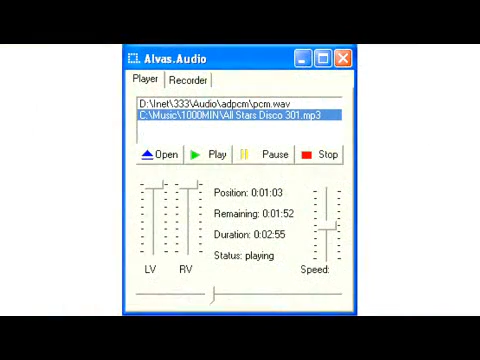 Alvas.Audio
Player Recorder
D:\Inet\333\Audio\adpcm\pcm.wav
C:\Music\1000MIN\All Stars Disco 301.mp3
Open Play Pause Stop
Position: 0:01:03
Remaining: 0:01:52
Duration: 0:02:55
Status: playing
LV RV Speed: